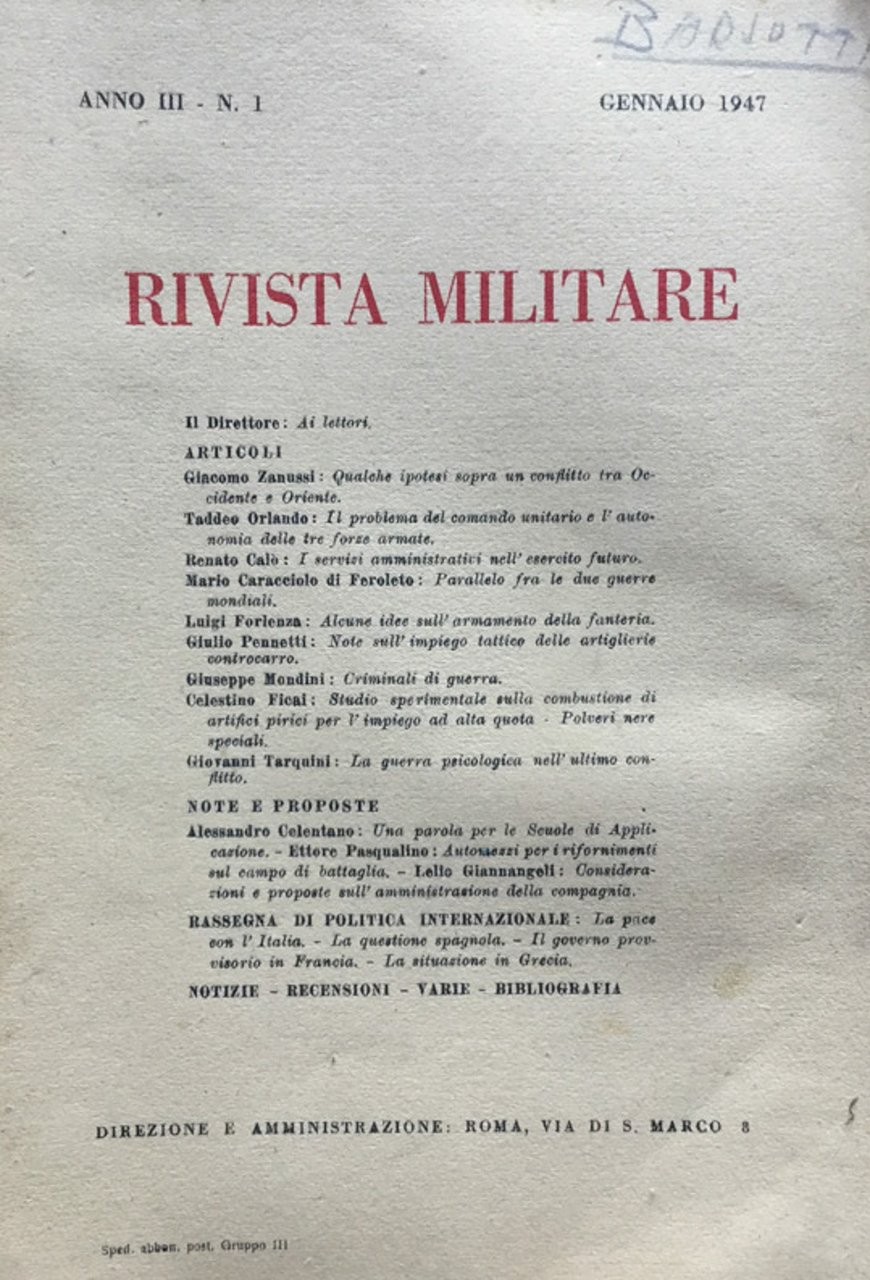 BADJOTTI
ANNO III - N. 1 GENNAIO 1947
RIVISTA MILITARE
Il Direttore: Ai lettori.
ARTICOLI
Giacomo Zanussi: Qualche ipotesi sopra un conflitto tra Oc-
cidente e Oriente.
Taddeo Orlando: Il problema del comando unitario e l'auto-
nomia delle tre forze armate.
Renato Calò: I servizi amministrativi nell'esercito futuro.
Mario Caracciolo di Feroleto: Parallelo fra le due guerre
mondiali.
Luigi Forlenza: Alcune idee sull'armamento della fanteria.
Giulio Pennetti: Note sull'impiego tattico delle artiglierie
controcarro.
Giuseppe Mondini: Criminali di guerra.
Celestino Ficai: Studio sperimentale sulla combustione di
artifici pirici per l'impiego ad alta quota - Polveri nere
speciali.
Giovanni Tarquini: La guerra psicologica nell'ultimo con-
flitto.
NOTE E PROPOSTE
Alessandro Celentano: Una parola per le Scuole di Appli-
cazione. - Ettore Pasqualino: Automezzi per i rifornimenti
sul campo di battaglia. - Lello Giannangeli: Considera-
zioni e proposte sull'amministrazione della compagnia.
RASSEGNA DI POLITICA INTERNAZIONALE: La pace
con l'Italia. - La questione spagnola. - Il governo prov-
visorio in Francia. - La situazione in Grecia.
NOTIZIE - RECENSIONI - VARIE - BIBLIOGRAFIA
DIREZIONE E AMMINISTRAZIONE: ROMA, VIA DI S. MARCO 8
Sped. abbon. post. Gruppo III